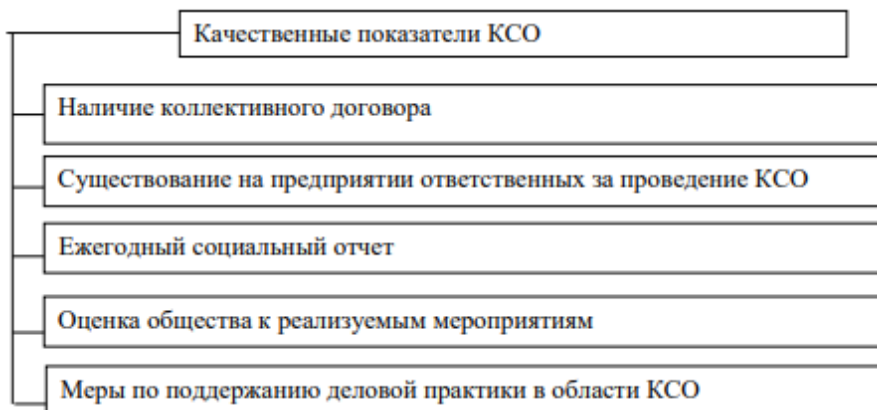 Качественные показатели КСО
Наличие коллективного договора
Существование на предприятии ответственных за проведение КСО
Ежегодный социальный отчет
Оценка общества к реализуемым мероприятиям
Меры по поддержанию деловой практики в области КСО